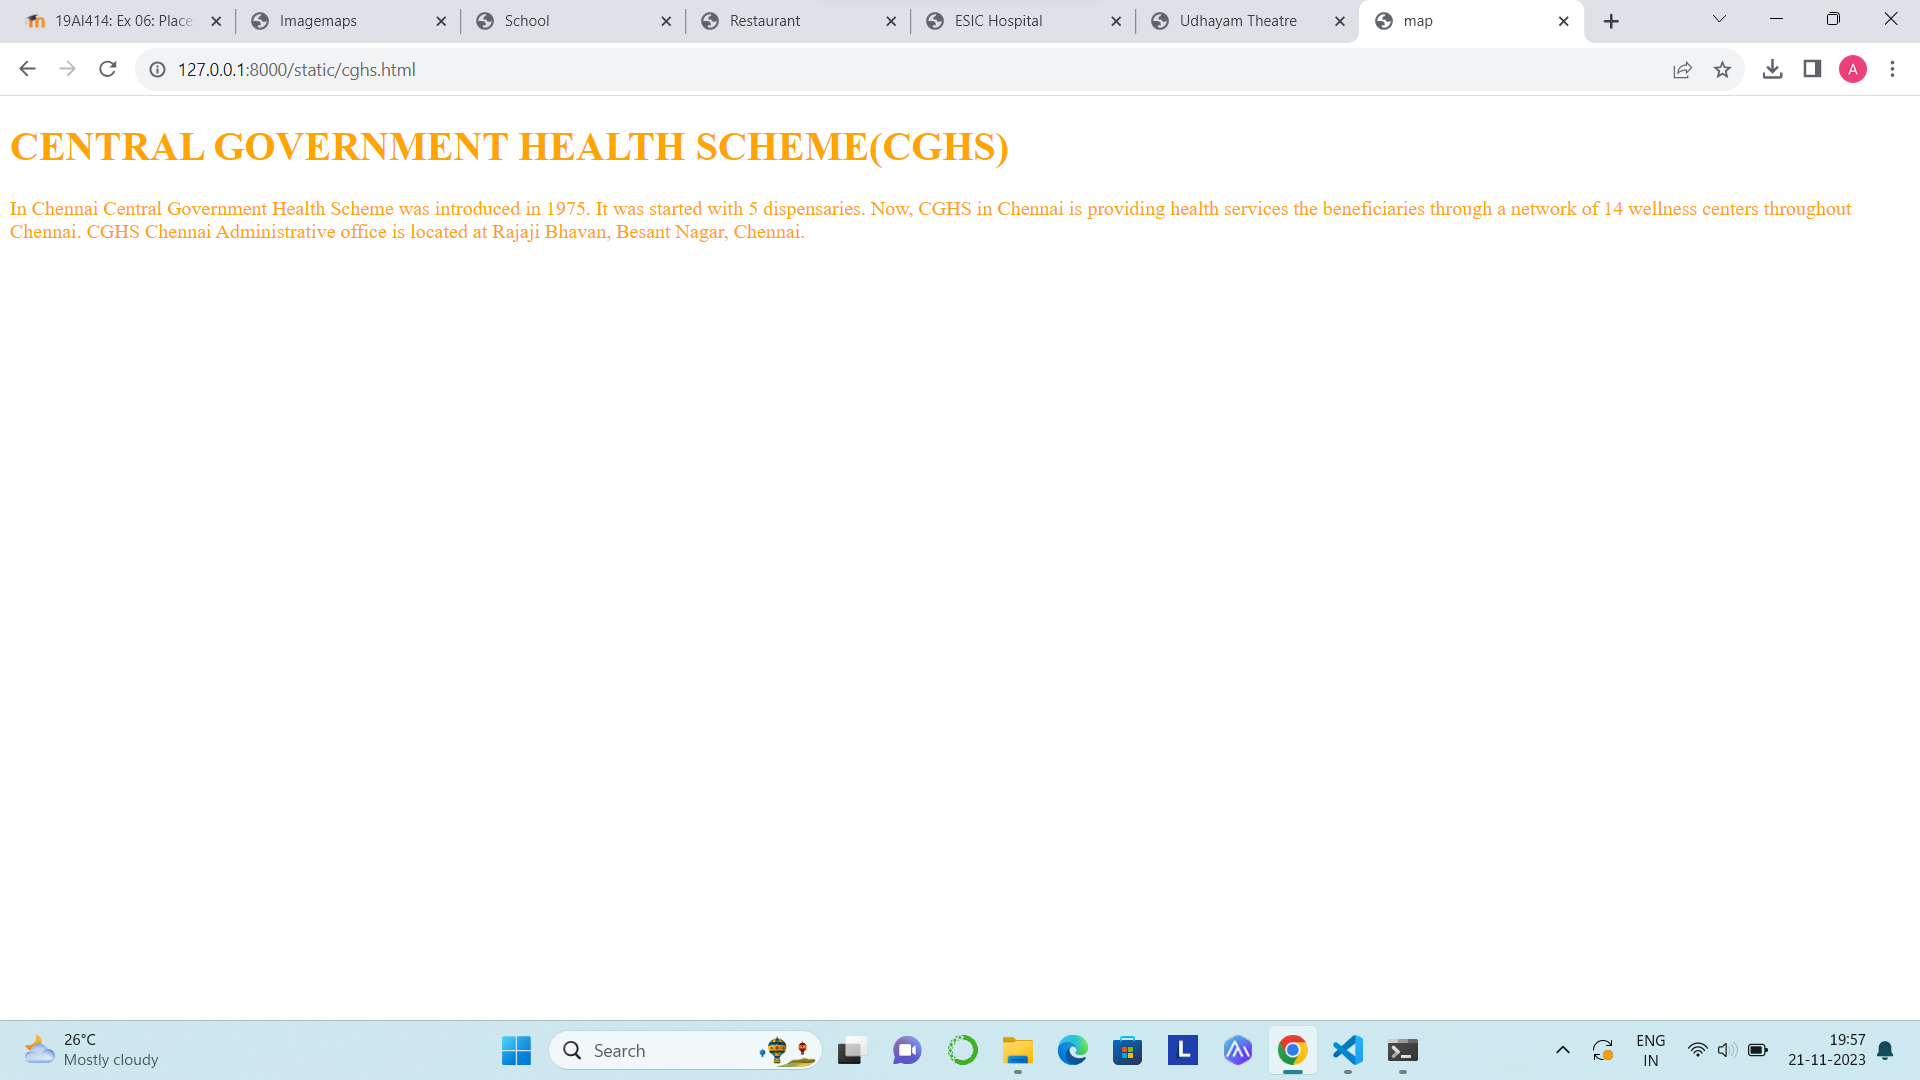 19AI414: Ex 06: Place
Imagemaps
School
Restaurant
ESIC Hospital
Udhayam Theatre
map
127.0.0.1:8000/static/cghs.html
A
CENTRAL GOVERNMENT HEALTH SCHEME(CGHS)
In Chennai Central Government Health Scheme was introduced in 1975. It was started with 5 dispensaries. Now, CGHS in Chennai is providing health services the beneficiaries through a network of 14 wellness centers throughout
Chennai. CGHS Chennai Administrative office is located at Rajaji Bhavan, Besant Nagar, Chennai.
26°C
Mostly cloudy
Search
L
ENG
IN
19:57
21-11-2023